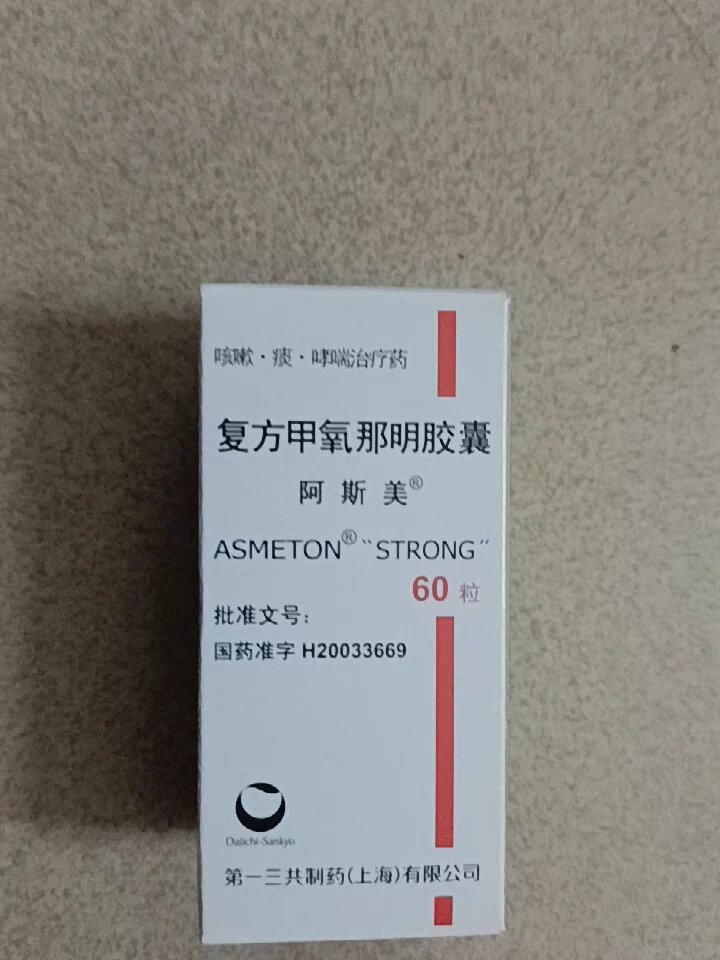 咳嗽·痰·哮喘治疗药
复方甲氧那明胶囊
阿斯美®
ASMETON® “STRONG”
60 粒
批准文号：
国药准字 H20033669
Daiichi-Sankyo
第一三共制药(上海)有限公司